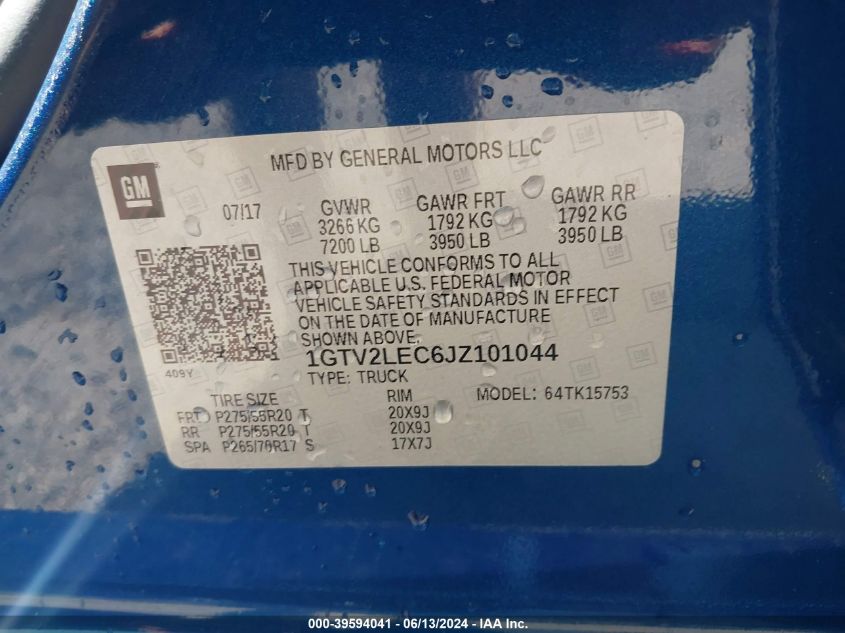 MFD BY GENERAL MOTORS LLC
GM
07/17
GVWR GAWR FRT GAWR RR
3266 KG 1792 KG 1792 KG
7200 LB 3950 LB 3950 LB
THIS VEHICLE CONFORMS TO ALL
APPLICABLE U.S. FEDERAL MOTOR
VEHICLE SAFETY STANDARDS IN EFFECT
ON THE DATE OF MANUFACTURE
SHOWN ABOVE.
409Y
1GTV2LEC6JZ101044
TYPE: TRUCK MODEL: 64TK15753
TIRE SIZE RIM
FRT P275/55R20 T 20X9J
RR P275/55R20 T 20X9J
SPA P265/70R17 S 17X7J
000-39594041 - 06/13/2024 - IAA Inc.